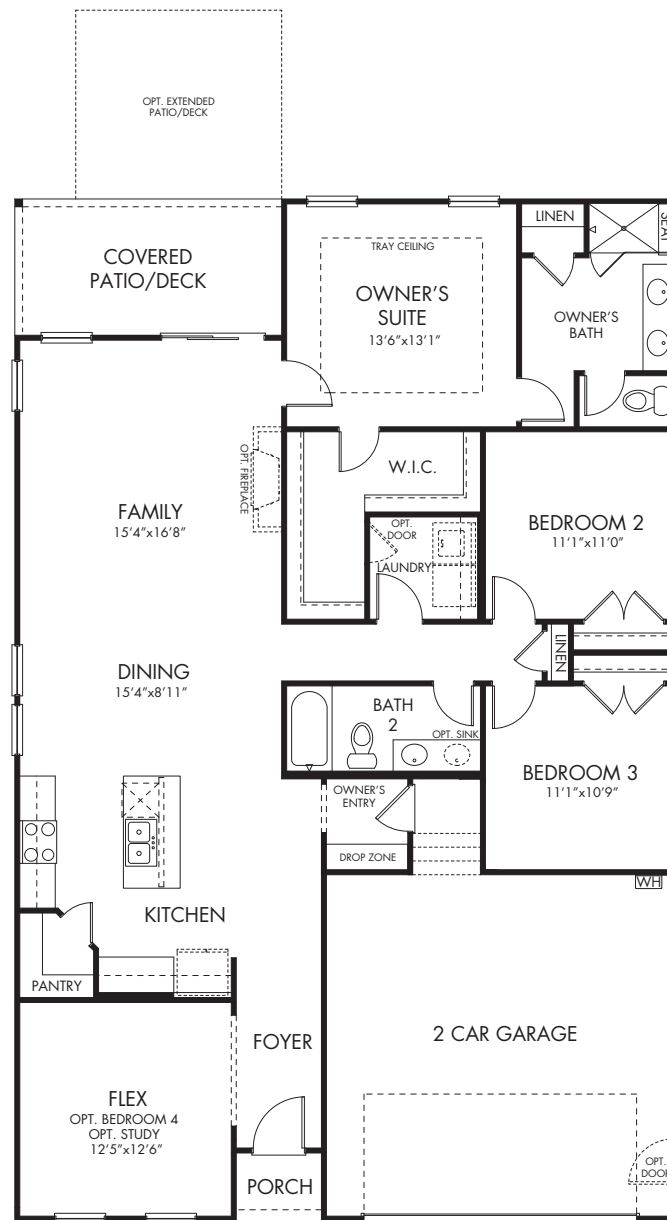 OPT. EXTENDED
PATIO/DECK
COVERED
PATIO/DECK
TRAY CEILING
OWNER'S
SUITE
13'6"x13'1"
LINEN
SEAT
OWNER'S
BATH
OPT. FIREPLACE
W.I.C.
FAMILY
15'4"x16'8"
OPT.
DOOR
LAUNDRY
BEDROOM 2
11'1"x11'0"
LINEN
DINING
15'4"x8'11"
BATH
2
OPT. SINK
BEDROOM 3
11'1"x10'9"
OWNER'S
ENTRY
DROP ZONE
WH
KITCHEN
PANTRY
FOYER
2 CAR GARAGE
FLEX
OPT. BEDROOM 4
OPT. STUDY
12'5"x12'6"
PORCH
OPT.
DOOR